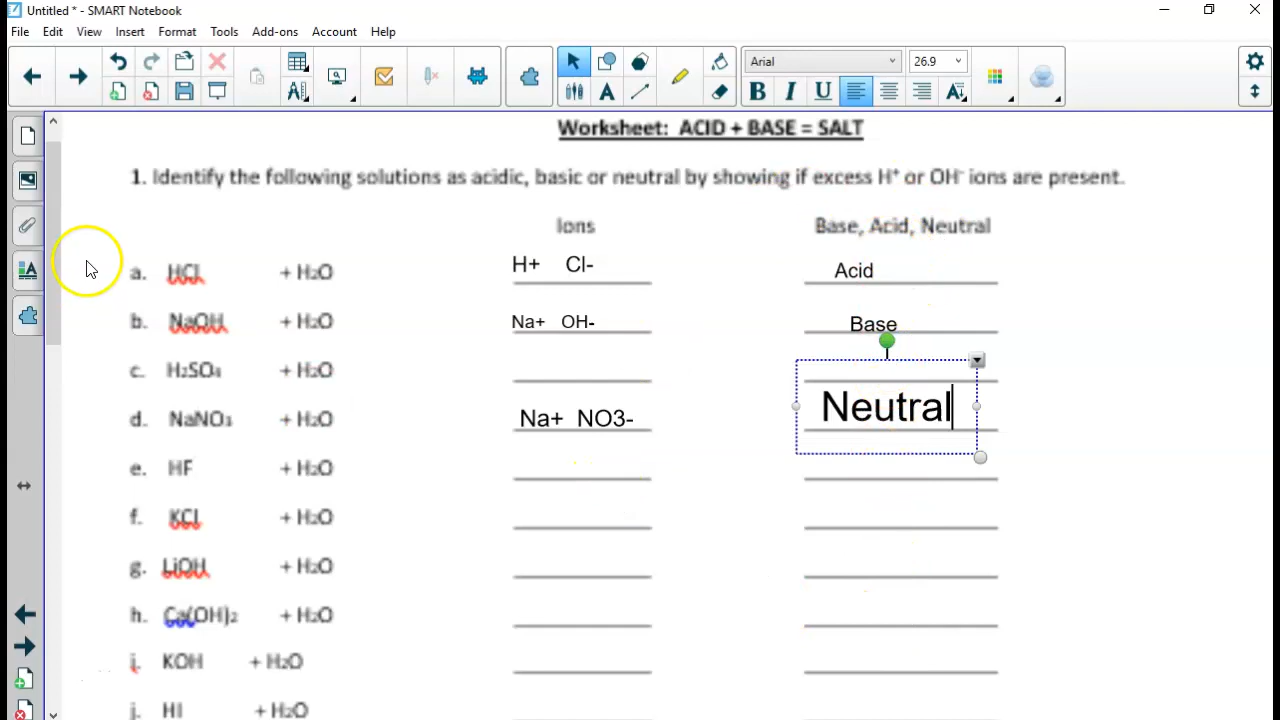 Untitled * - SMART Notebook
File Edit View Insert Format Tools Add-ons Account Help
Arial 26.9
B I U
Worksheet: ACID + BASE = SALT
1. Identify the following solutions as acidic, basic or neutral by showing if excess H⁺ or OH⁻ ions are present.
Ions Base, Acid, Neutral
a. HCl + H₂O H+ Cl- Acid
b. NaOH + H₂O Na+ OH- Base
c. H₂SO₄ + H₂O
d. NaNO₃ + H₂O Na+ NO3- Neutral
e. HF + H₂O
f. KCl + H₂O
g. LiOH + H₂O
h. Ca(OH)₂ + H₂O
i. KOH + H₂O
j. HI + H₂O